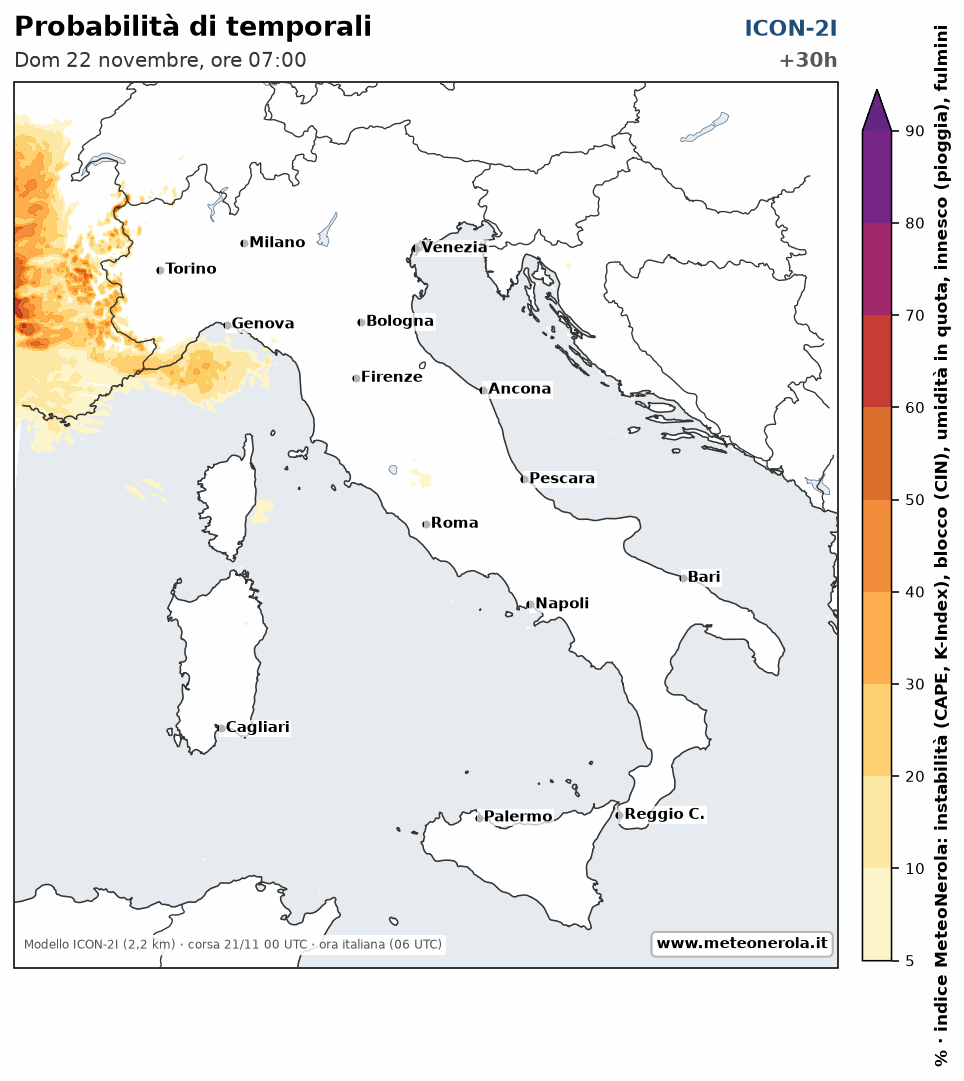 Probabilità di temporali
ICON-2I
Dom 22 novembre, ore 07:00
+30h
Milano
Venezia
Torino
Genova
Bologna
Firenze
Ancona
Pescara
Roma
Bari
Napoli
Cagliari
Palermo
Reggio C.
Modello ICON-2I (2,2 km) · corsa 21/11 00 UTC · ora italiana (06 UTC)
www.meteonerola.it
90
80
70
60
50
40
30
20
10
5
% · indice MeteoNerola: instabilità (CAPE, K-Index), blocco (CIN), umidità in quota, innesco (pioggia), fulmini